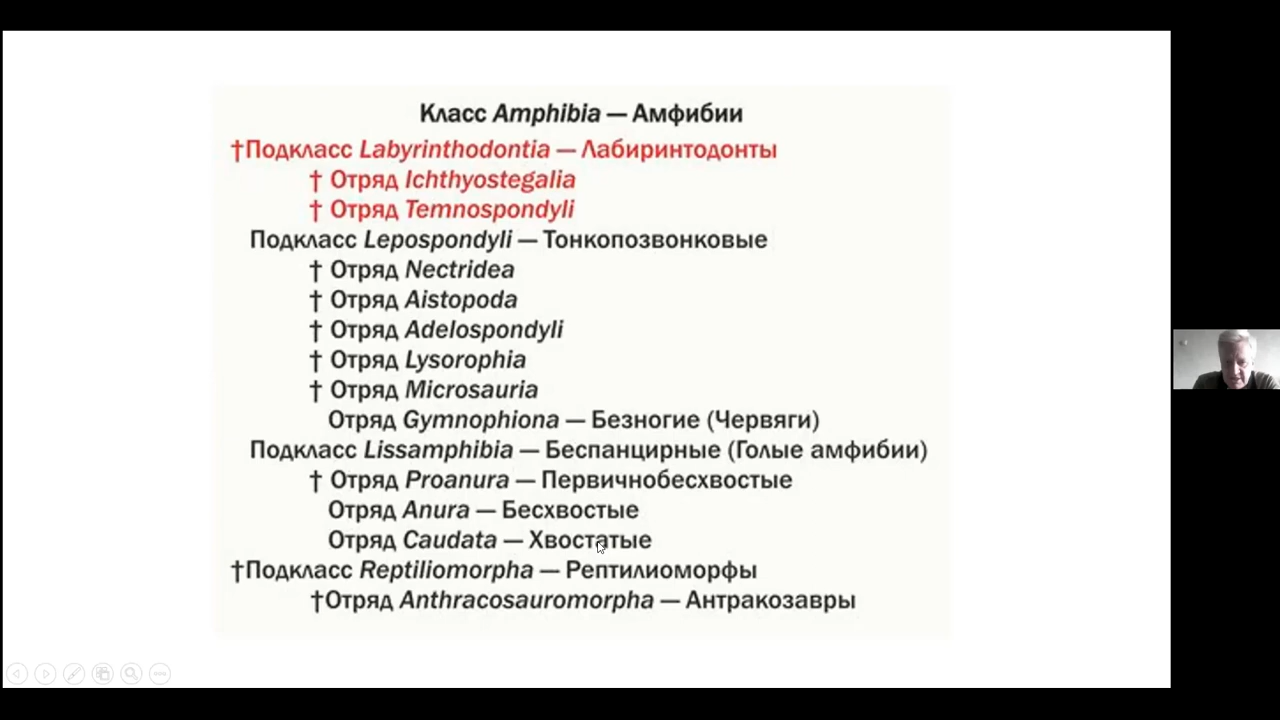 Класс Amphibia — Амфибии
†Подкласс Labyrinthodontia — Лабиринтодонты
† Отряд Ichthyostegalia
† Отряд Temnospondyli
Подкласс Lepospondyli — Тонкопозвонковые
† Отряд Nectridea
† Отряд Aistopoda
† Отряд Adelospondyli
† Отряд Lysorophia
† Отряд Microsauria
Отряд Gymnophiona — Безногие (Червяги)
Подкласс Lissamphibia — Беспанцирные (Голые амфибии)
† Отряд Proanura — Первичнобесхвостые
Отряд Anura — Бесхвостые
Отряд Caudata — Хвостатые
†Подкласс Reptiliomorpha — Рептилиоморфы
†Отряд Anthracosauromorpha — Антракозавры